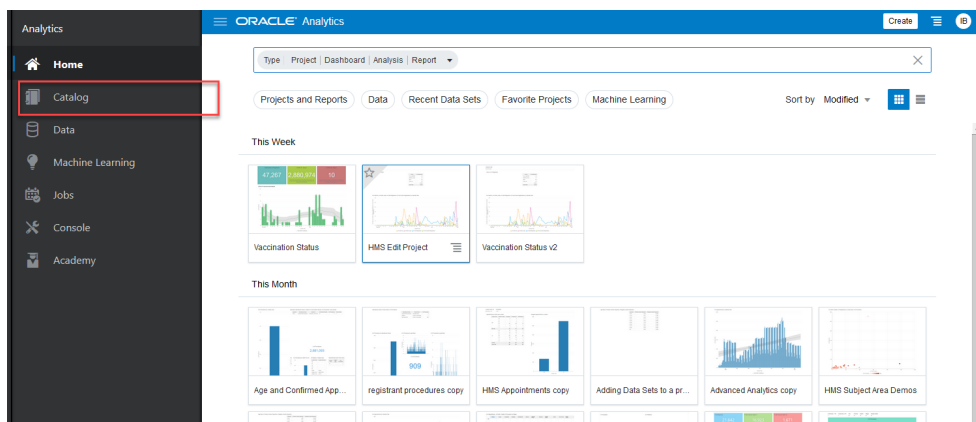 Analytics
ORACLE Analytics
Create
IB
Home
Catalog
Data
Machine Learning
Jobs
Console
Academy
Type Project | Dashboard | Analysis | Report
Projects and Reports
Data
Recent Data Sets
Favorite Projects
Machine Learning
Sort by Modified
This Week
47,267
10
Vaccination Status
HMS Edit Project
Vaccination Status v2
This Month
909
Age and Confirmed App...
registrant procedures copy
HMS Appointments copy
Adding Data Sets to a pr...
Advanced Analytics copy
HMS Subject Area Demos